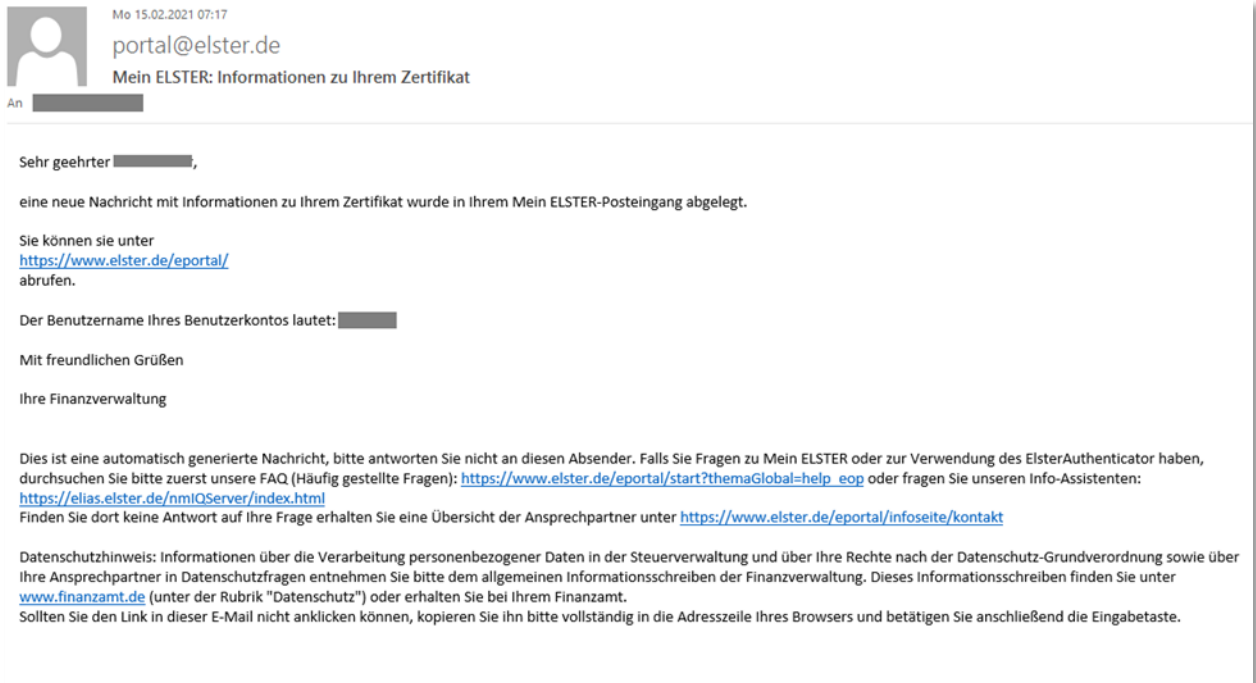 Mo 15.02.2021 07:17
portal@elster.de
Mein ELSTER: Informationen zu Ihrem Zertifikat
An
Sehr geehrter ,
eine neue Nachricht mit Informationen zu Ihrem Zertifikat wurde in Ihrem Mein ELSTER-Posteingang abgelegt.
Sie können sie unter
https://www.elster.de/eportal/
abrufen.
Der Benutzername Ihres Benutzerkontos lautet:
Mit freundlichen Grüßen
Ihre Finanzverwaltung
Dies ist eine automatisch generierte Nachricht, bitte antworten Sie nicht an diesen Absender. Falls Sie Fragen zu Mein ELSTER oder zur Verwendung des ElsterAuthenticator haben,
durchsuchen Sie bitte zuerst unsere FAQ (Häufig gestellte Fragen): https://www.elster.de/eportal/start?themaGlobal=help_eop oder fragen Sie unseren Info-Assistenten:
https://elias.elster.de/nmIQServer/index.html
Finden Sie dort keine Antwort auf Ihre Frage erhalten Sie eine Übersicht der Ansprechpartner unter https://www.elster.de/eportal/infoseite/kontakt
Datenschutzhinweis: Informationen über die Verarbeitung personenbezogener Daten in der Steuerverwaltung und über Ihre Rechte nach der Datenschutz-Grundverordnung sowie über
Ihre Ansprechpartner in Datenschutzfragen entnehmen Sie bitte dem allgemeinen Informationsschreiben der Finanzverwaltung. Dieses Informationsschreiben finden Sie unter
www.finanzamt.de (unter der Rubrik "Datenschutz") oder erhalten Sie bei Ihrem Finanzamt.
Sollten Sie den Link in dieser E-Mail nicht anklicken können, kopieren Sie ihn bitte vollständig in die Adresszeile Ihres Browsers und betätigen Sie anschließend die Eingabetaste.